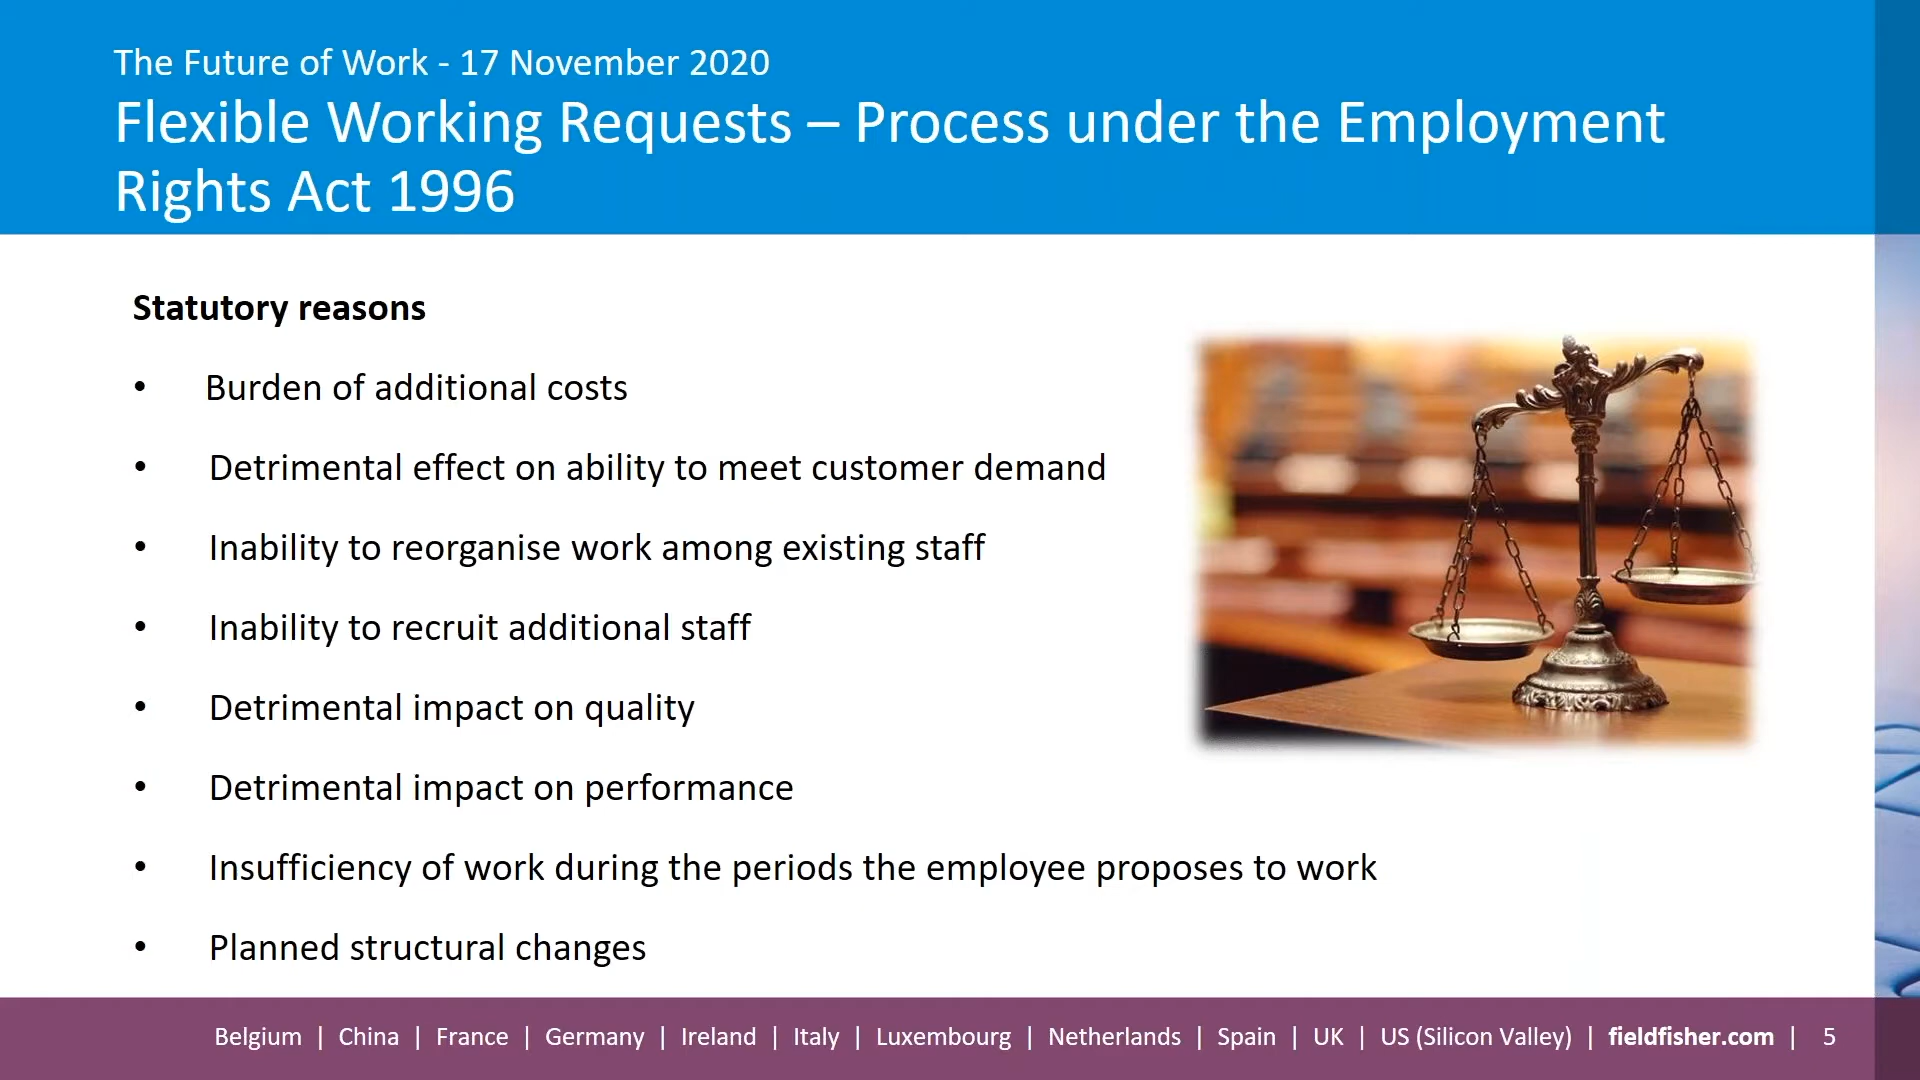 The Future of Work - 17 November 2020
Flexible Working Requests – Process under the Employment
Rights Act 1996
Statutory reasons
• Burden of additional costs
• Detrimental effect on ability to meet customer demand
• Inability to reorganise work among existing staff
• Inability to recruit additional staff
• Detrimental impact on quality
• Detrimental impact on performance
• Insufficiency of work during the periods the employee proposes to work
• Planned structural changes
Belgium | China | France | Germany | Ireland | Italy | Luxembourg | Netherlands | Spain | UK | US (Silicon Valley) | fieldfisher.com | 5